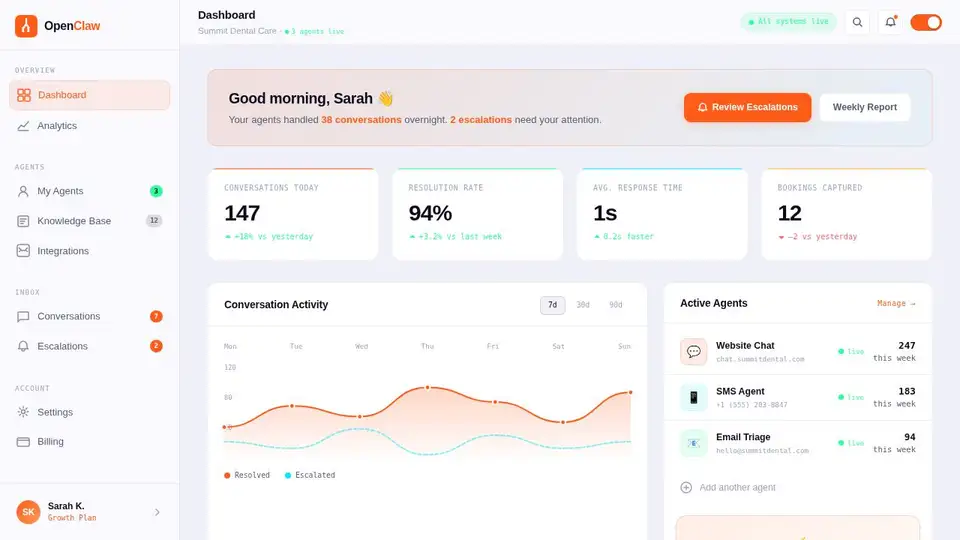 OpenClaw
OVERVIEW
Dashboard
Analytics
AGENTS
My Agents 3
Knowledge Base 12
Integrations
INBOX
Conversations 7
Escalations 2
ACCOUNT
Settings
Billing
SK
Sarah K.
Growth Plan
Dashboard
Summit Dental Care · 3 agents live
All systems live
Good morning, Sarah 👋
Your agents handled 38 conversations overnight. 2 escalations need your attention.
Review Escalations
Weekly Report
CONVERSATIONS TODAY
147
+18% vs yesterday
RESOLUTION RATE
94%
+3.2% vs last week
AVG. RESPONSE TIME
1s
0.2s faster
BOOKINGS CAPTURED
12
–2 vs yesterday
Conversation Activity
7d 30d 90d
Mon Tue Wed Thu Fri Sat Sun
120
80
Resolved Escalated
Active Agents
Manage →
Website Chat
chat.summitdental.com
live
247
this week
SMS Agent
+1 (555) 203-8847
live
183
this week
Email Triage
hello@summitdental.com
live
94
this week
Add another agent